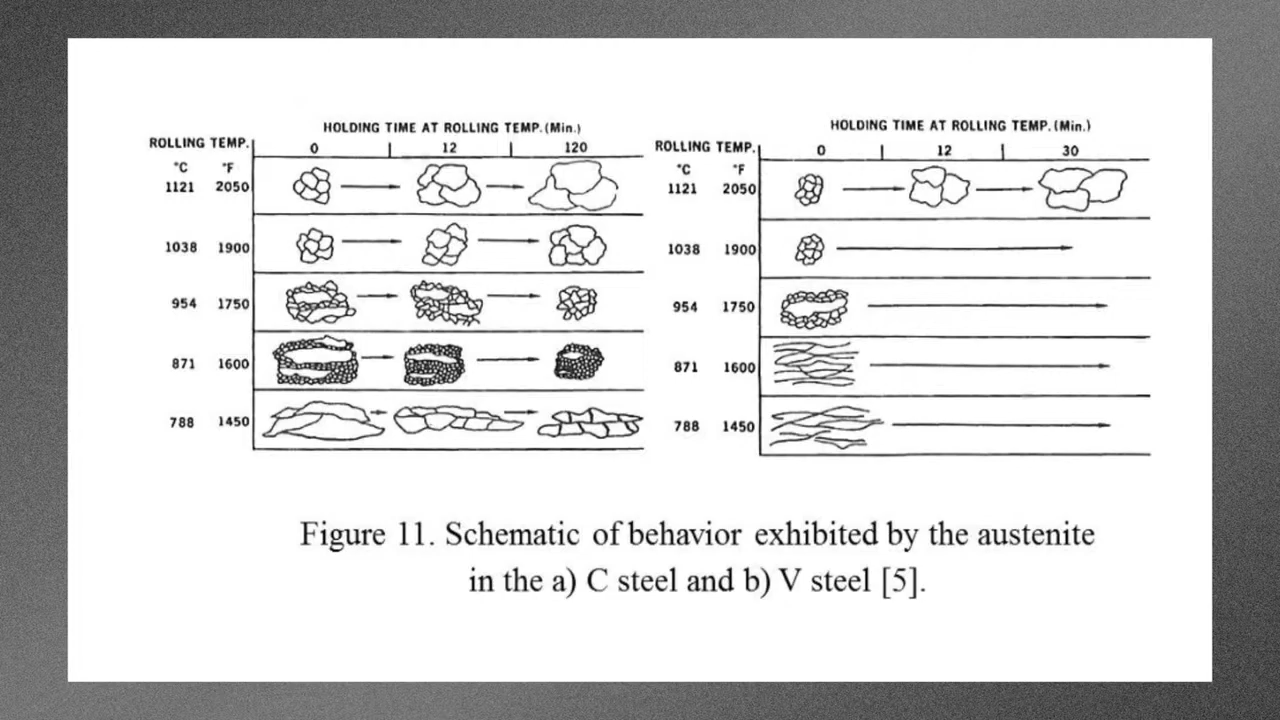 HOLDING TIME AT ROLLING TEMP.(Min.)
ROLLING TEMP. 0 12 120
°C °F
1121 2050
1038 1900
954 1750
871 1600
788 1450
HOLDING TIME AT ROLLING TEMP.(Min.)
ROLLING TEMP. 0 12 30
°C °F
1121 2050
1038 1900
954 1750
871 1600
788 1450
Figure 11. Schematic of behavior exhibited by the austenite
in the a) C steel and b) V steel [5].